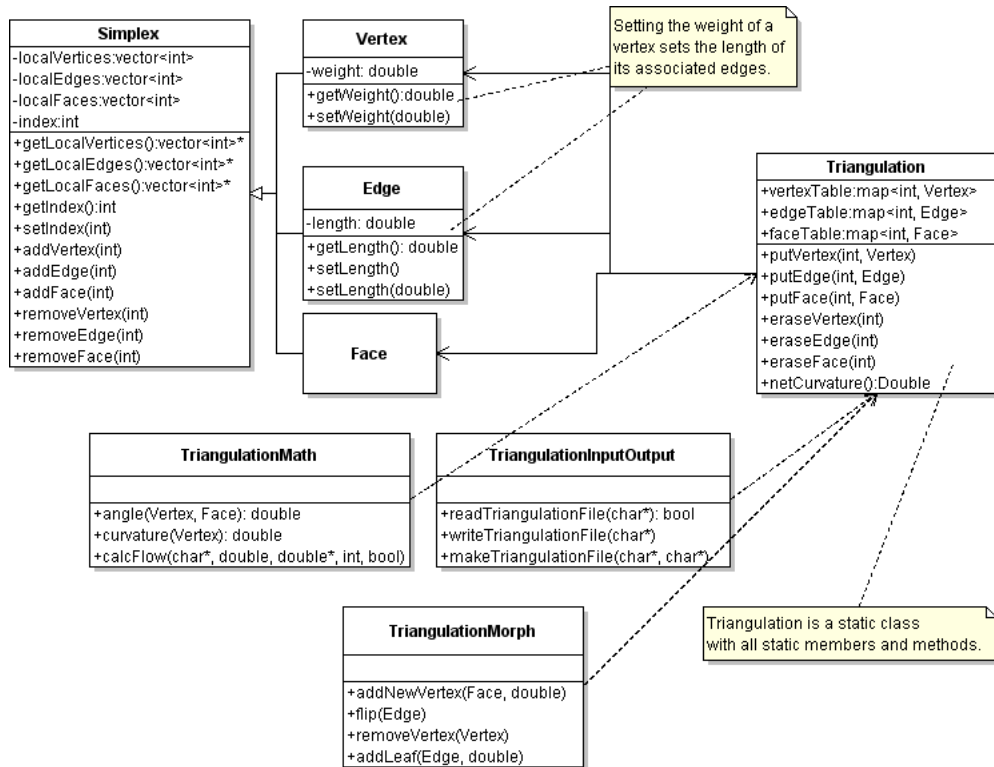 Simplex
-localVertices:vector<int>
-localEdges:vector<int>
-localFaces:vector<int>
-index:int
+getLocalVertices():vector<int>*
+getLocalEdges():vector<int>*
+getLocalFaces():vector<int>*
+getIndex():int
+setIndex(int)
+addVertex(int)
+addEdge(int)
+addFace(int)
+removeVertex(int)
+removeEdge(int)
+removeFace(int)
Vertex
-weight: double
+getWeight():double
+setWeight(double)
Setting the weight of a
vertex sets the length of
its associated edges.
Edge
-length: double
+getLength(): double
+setLength()
+setLength(double)
Face
Triangulation
+vertexTable:map<int, Vertex>
+edgeTable:map<int, Edge>
+faceTable:map<int, Face>
+putVertex(int, Vertex)
+putEdge(int, Edge)
+putFace(int, Face)
+eraseVertex(int)
+eraseEdge(int)
+eraseFace(int)
+netCurvature():Double
TriangulationMath
+angle(Vertex, Face): double
+curvature(Vertex): double
+calcFlow(char*, double, double*, int, bool)
TriangulationInputOutput
+readTriangulationFile(char*): bool
+writeTriangulationFile(char*)
+makeTriangulationFile(char*, char*)
TriangulationMorph
+addNewVertex(Face, double)
+flip(Edge)
+removeVertex(Vertex)
+addLeaf(Edge, double)
Triangulation is a static class
with all static members and methods.